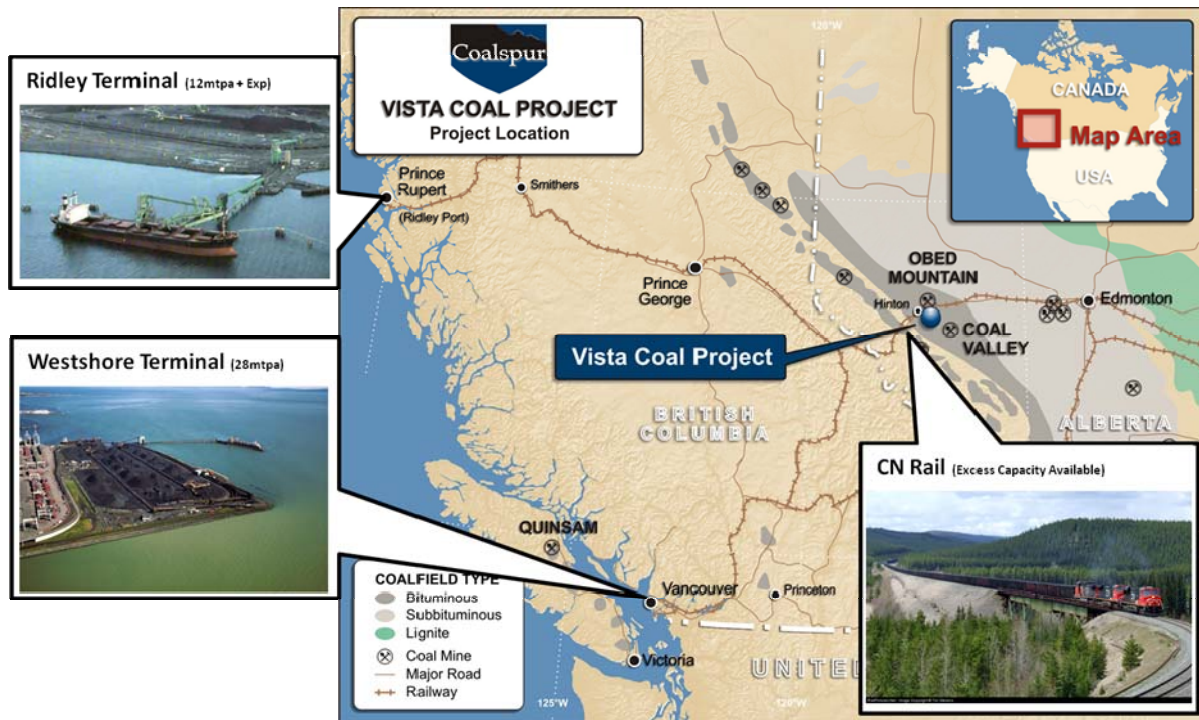 Ridley Terminal (12mtpa + Exp)
Westshore Terminal (28mtpa)
Coalspur
VISTA COAL PROJECT
Project Location
120°W
CANADA
Map Area
USA
Prince
Rupert
(Ridley Port)
Smithers
Prince
George
OBED
MOUNTAIN
Hinton
Edmonton
COAL
VALLEY
Vista Coal Project
BRITISH
COLUMBIA
ALBERTA
CN Rail (Excess Capacity Available)
QUINSAM
Vancouver
Princeton
Victoria
UNITED
COALFIELD TYPE
Bituminous
Subbituminous
Lignite
Coal Mine
Major Road
Railway
125°W
120°W